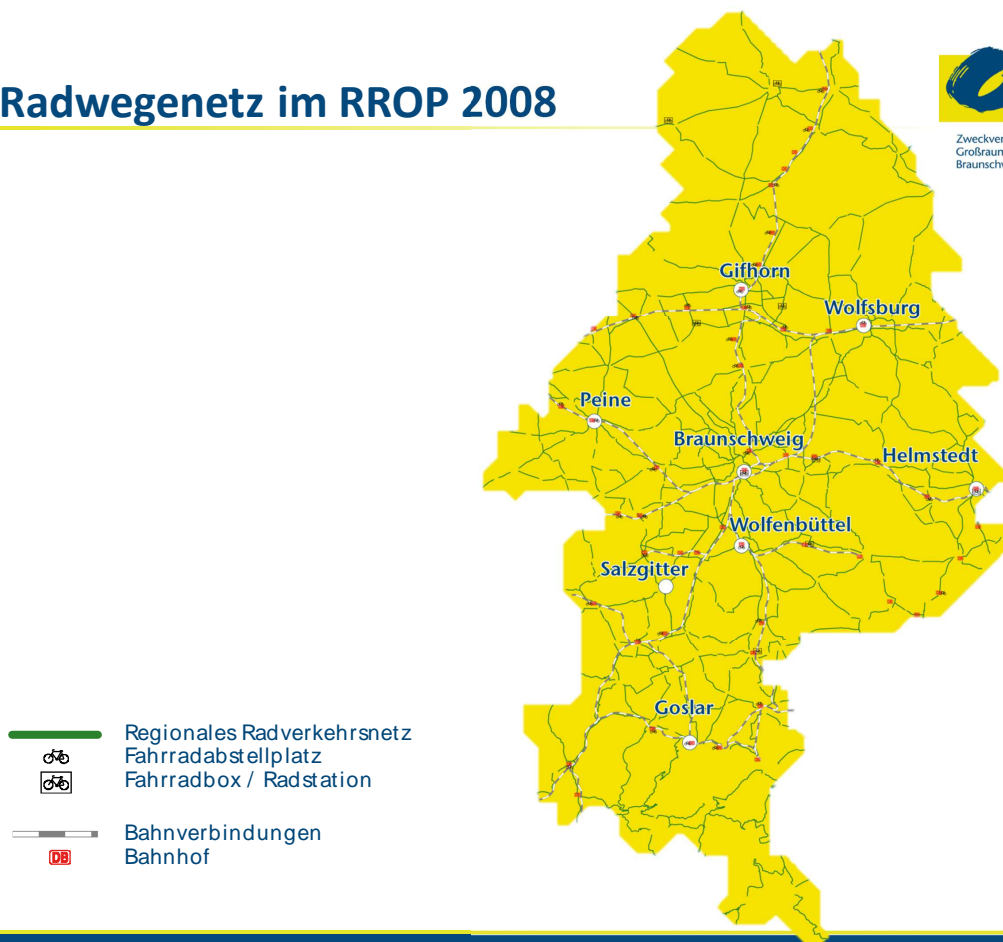 Radwegenetz im RROP 2008
Zweckver
Großraun
Braunschw
Gifhorn
Wolfsburg
Peine
Braunschweig
Helmstedt
Wolfenbüttel
Salzgitter
Goslar
Regionales Radverkehrsnetz
Fahrradabstellplatz
Fahrradbox / Radstation
Bahnverbindungen
DB Bahnhof